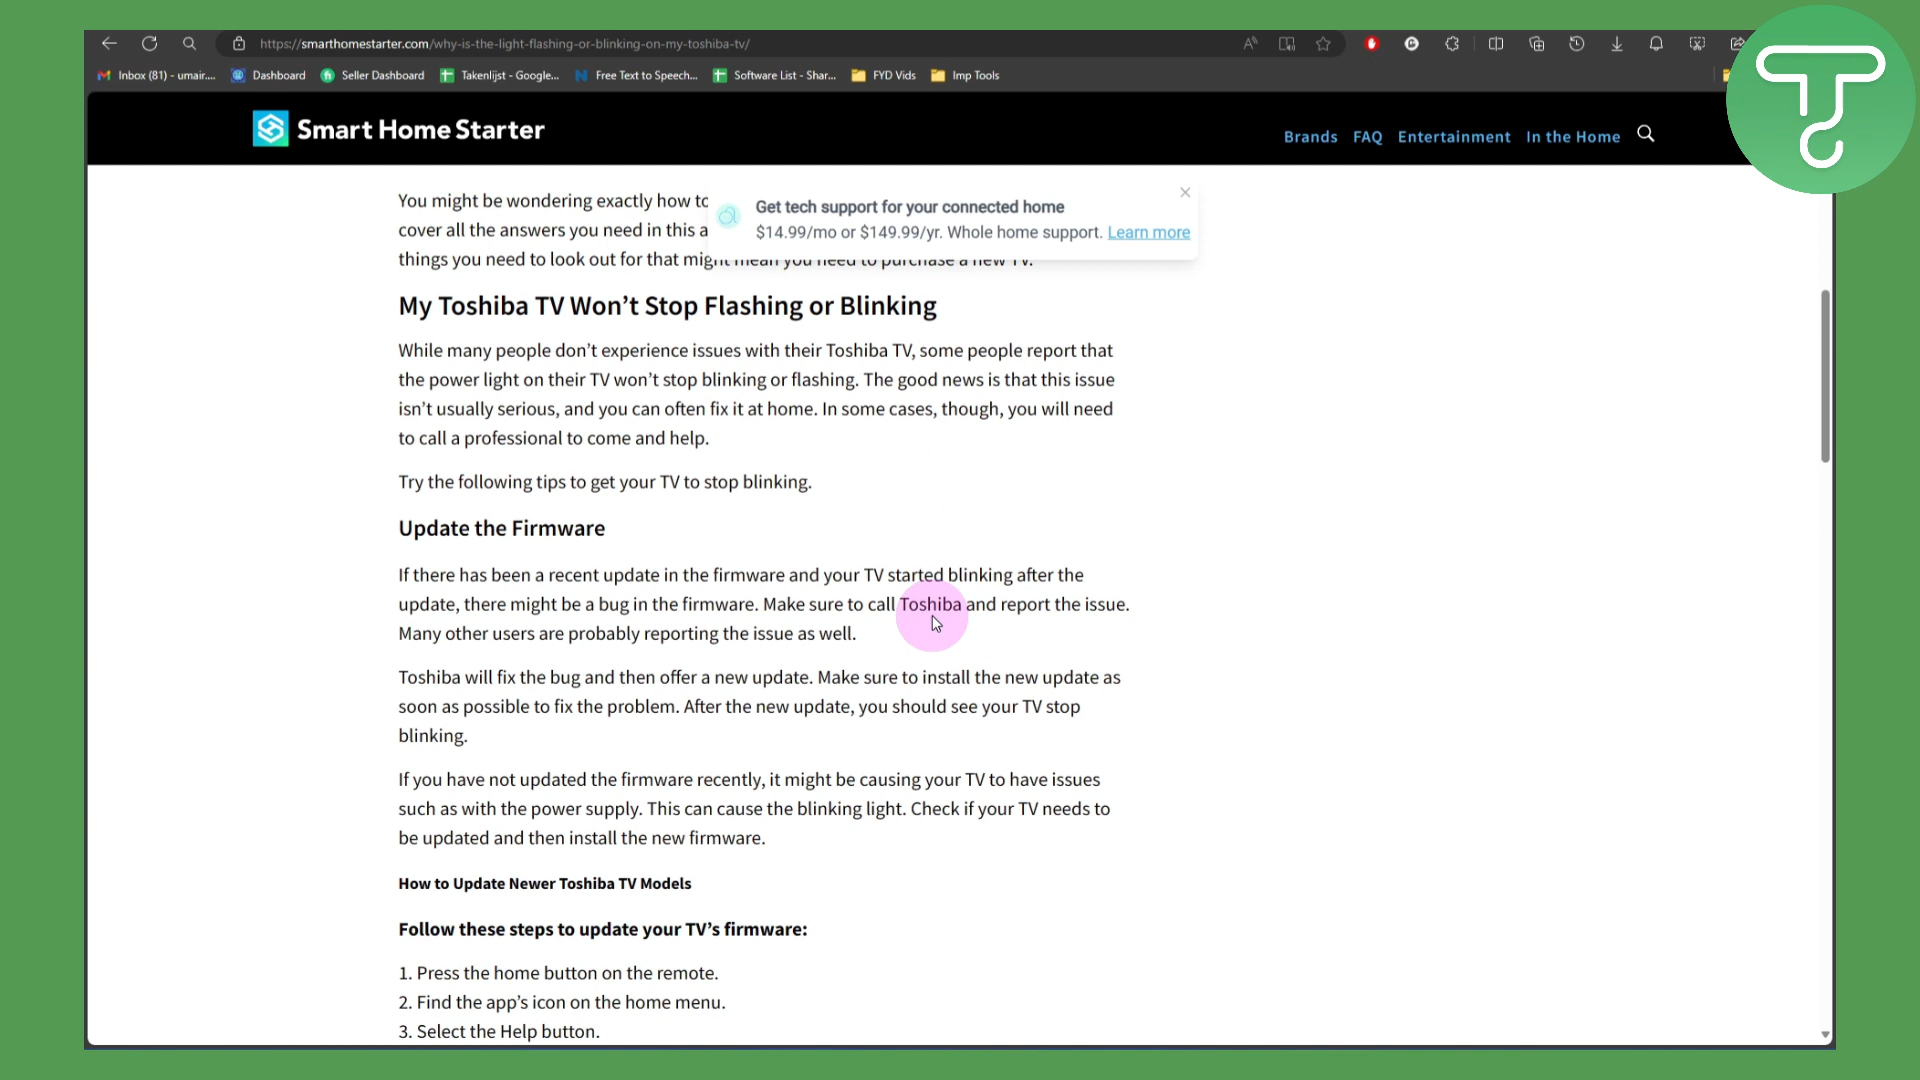 https://smarthomestarter.com/why-is-the-light-flashing-or-blinking-on-my-toshiba-tv/
Inbox (81) - umair.... Dashboard Seller Dashboard Takenlijst - Google... Free Text to Speech... Software List - Shar... FYD Vids Imp Tools
Smart Home Starter
Brands FAQ Entertainment In the Home
You might be wondering exactly how to
cover all the answers you need in this a
things you need to look out for that might mean you need to purchase a new TV.
Get tech support for your connected home
$14.99/mo or $149.99/yr. Whole home support. Learn more
My Toshiba TV Won’t Stop Flashing or Blinking
While many people don’t experience issues with their Toshiba TV, some people report that
the power light on their TV won’t stop blinking or flashing. The good news is that this issue
isn’t usually serious, and you can often fix it at home. In some cases, though, you will need
to call a professional to come and help.
Try the following tips to get your TV to stop blinking.
Update the Firmware
If there has been a recent update in the firmware and your TV started blinking after the
update, there might be a bug in the firmware. Make sure to call Toshiba and report the issue.
Many other users are probably reporting the issue as well.
Toshiba will fix the bug and then offer a new update. Make sure to install the new update as
soon as possible to fix the problem. After the new update, you should see your TV stop
blinking.
If you have not updated the firmware recently, it might be causing your TV to have issues
such as with the power supply. This can cause the blinking light. Check if your TV needs to
be updated and then install the new firmware.
How to Update Newer Toshiba TV Models
Follow these steps to update your TV’s firmware:
1. Press the home button on the remote.
2. Find the app’s icon on the home menu.
3. Select the Help button.